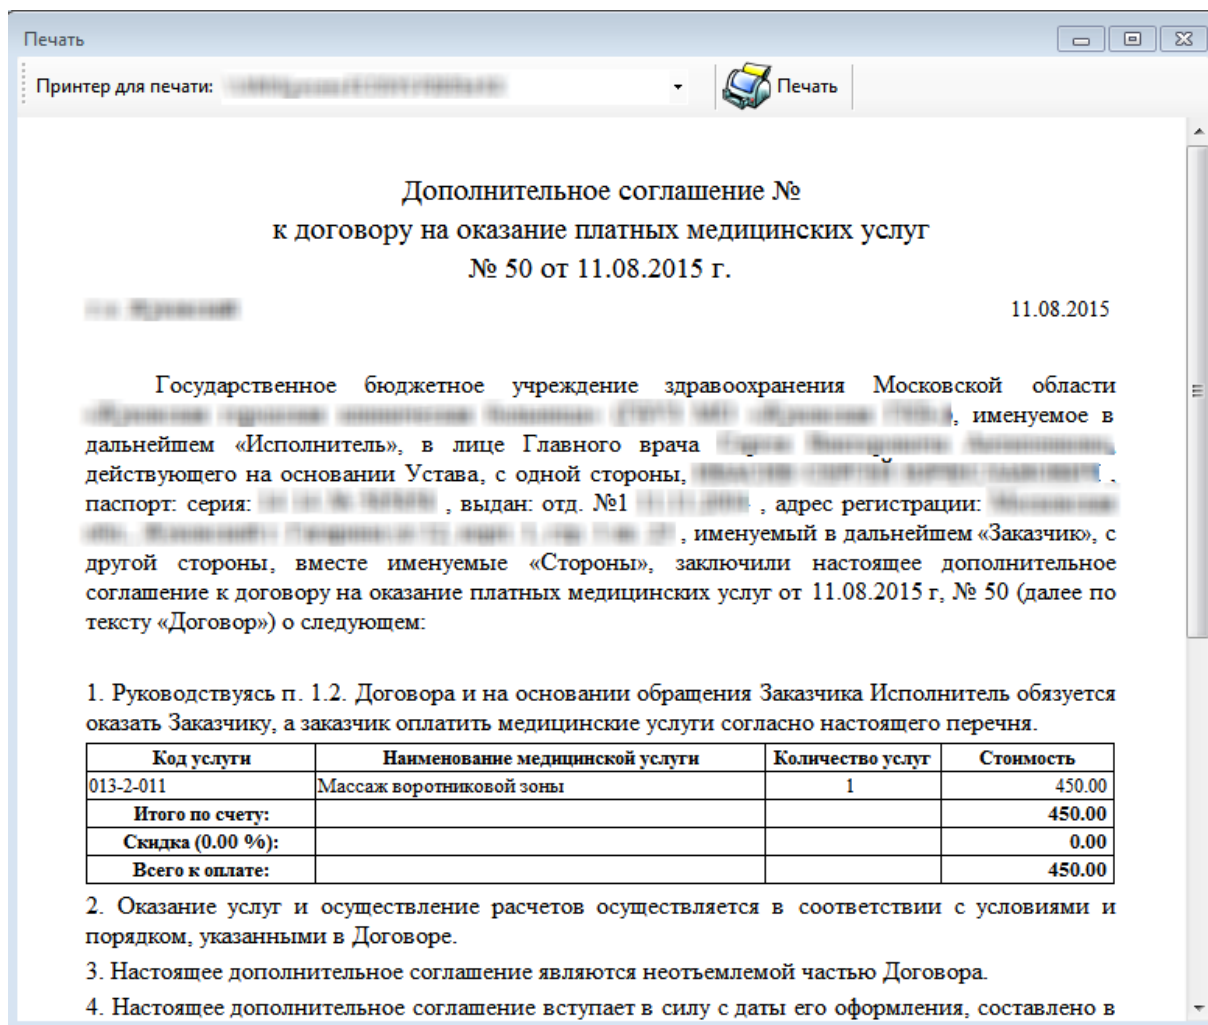 Печать
Принтер для печати:
Печать
Дополнительное соглашение №
к договору на оказание платных медицинских услуг
№ 50 от 11.08.2015 г.
11.08.2015
Государственное бюджетное учреждение здравоохранения Московской области
, именуемое в
дальнейшем «Исполнитель», в лице Главного врача
действующего на основании Устава, с одной стороны, ,
паспорт: серия: , выдан: отд. №1 , адрес регистрации:
, именуемый в дальнейшем «Заказчик», с
другой стороны, вместе именуемые «Стороны», заключили настоящее дополнительное
соглашение к договору на оказание платных медицинских услуг от 11.08.2015 г, № 50 (далее по
тексту «Договор») о следующем:
1. Руководствуясь п. 1.2. Договора и на основании обращения Заказчика Исполнитель обязуется
оказать Заказчику, а заказчик оплатить медицинские услуги согласно настоящего перечня.
Код услуги Наименование медицинской услуги Количество услуг Стоимость
013-2-011 Массаж воротниковой зоны 1 450.00
Итого по счету: 450.00
Скидка (0.00 %): 0.00
Всего к оплате: 450.00
2. Оказание услуг и осуществление расчетов осуществляется в соответствии с условиями и
порядком, указанными в Договоре.
3. Настоящее дополнительное соглашение являются неотъемлемой частью Договора.
4. Настоящее дополнительное соглашение вступает в силу с даты его оформления, составлено в